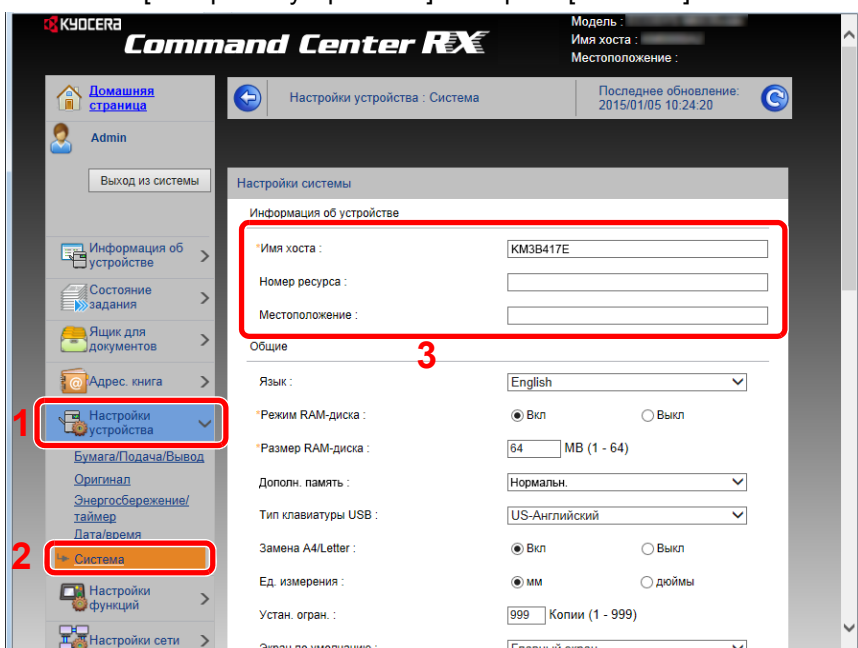 KYOCERA
Command Center RX
Модель :
Имя хоста :
Местоположение :
Домашняя
страница
Настройки устройства : Система
Последнее обновление:
2015/01/05 10:24:20
Admin
Выход из системы
Настройки системы
Информация об устройстве
*Имя хоста :
KM3B417E
Номер ресурса :
Местоположение :
3
Общие
Информация об
устройстве
Состояние
задания
Ящик для
документов
Адрес. книга
1
Настройки
устройства
Бумага/Подача/Вывод
Оригинал
Энергосбережение/
таймер
Дата/время
2
Система
Настройки
функций
Настройки сети
Язык :
English
*Режим RAM-диска :
Вкл
Выкл
*Размер RAM-диска :
64
MB (1 - 64)
Дополн. память :
Нормальн.
Тип клавиатуры USB :
US-Английский
Замена A4/Letter :
Вкл
Выкл
Ед. измерения :
мм
дюймы
Устан. огран. :
999
Копии (1 - 999)
Экран по умолчанию :
Главный экран